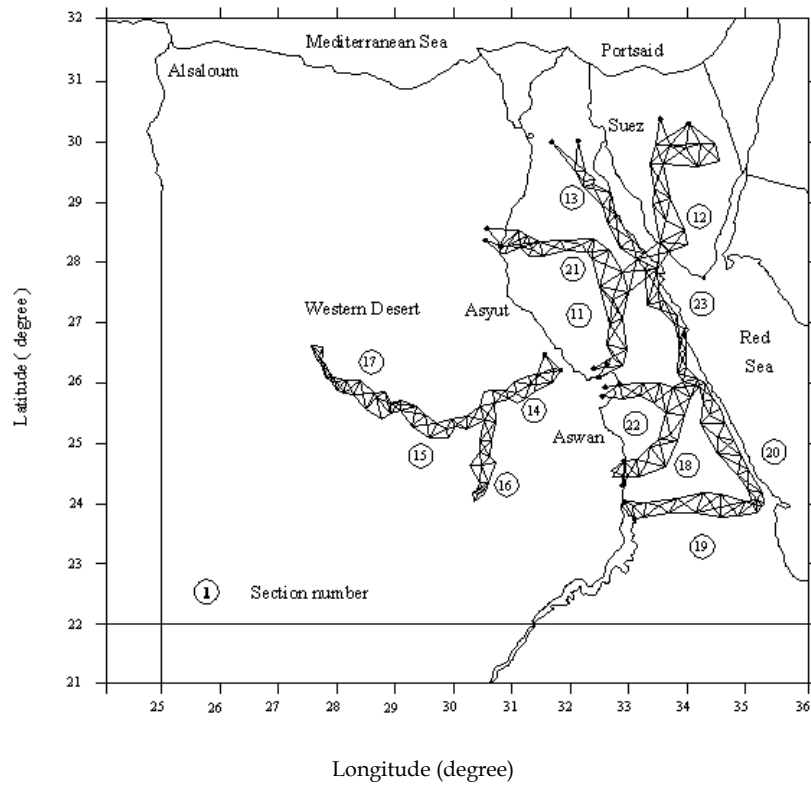 32
31
30
29
28
27
26
25
24
23
22
21
Latitude ( degree )
Mediterranean Sea
Portsaid
Alsaloum
Suez
13
12
21
23
Western Desert
Asyut
11
Red
Sea
17
14
22
Aswan
15
18
20
16
19
1 Section number
25 26 27 28 29 30 31 32 33 34 35 36
Longitude (degree)